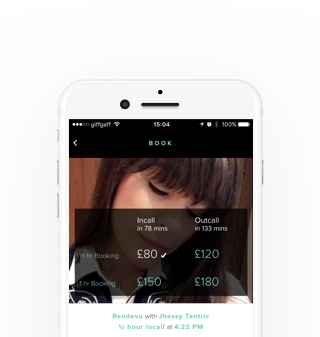 giffgaff 15:04 100%
BOOK
Incall Outcall
in 78 mins in 133 mins
½ hr Booking £80 £120
1 hr Booking £150 £180
Rendevu with Jhessy Tantric
½ hour incall at 4:22 PM